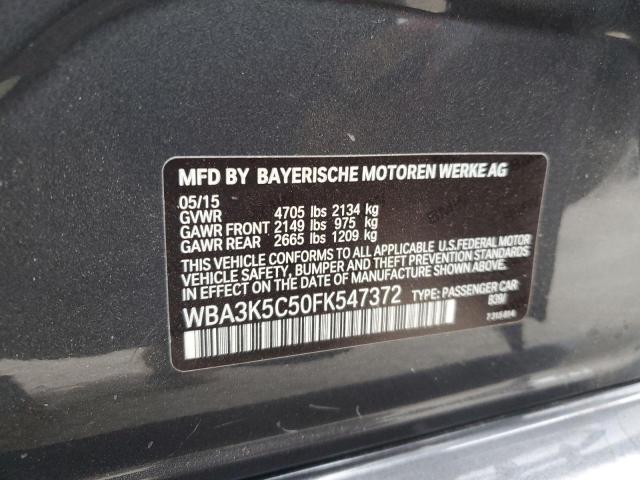 MFD BY BAYERISCHE MOTOREN WERKE AG
05/15
GVWR 4705 lbs 2134 kg
GAWR FRONT 2149 lbs 975 kg
GAWR REAR 2665 lbs 1209 kg
THIS VEHICLE CONFORMS TO ALL APPLICABLE U.S.FEDERAL MOTOR
VEHICLE SAFETY, BUMPER AND THEFT PREVENTION STANDARDS IN
EFFECT ON THE DATE OF MANUFACTURE SHOWN ABOVE.
WBA3K5C50FK547372 TYPE: PASSENGER CAR